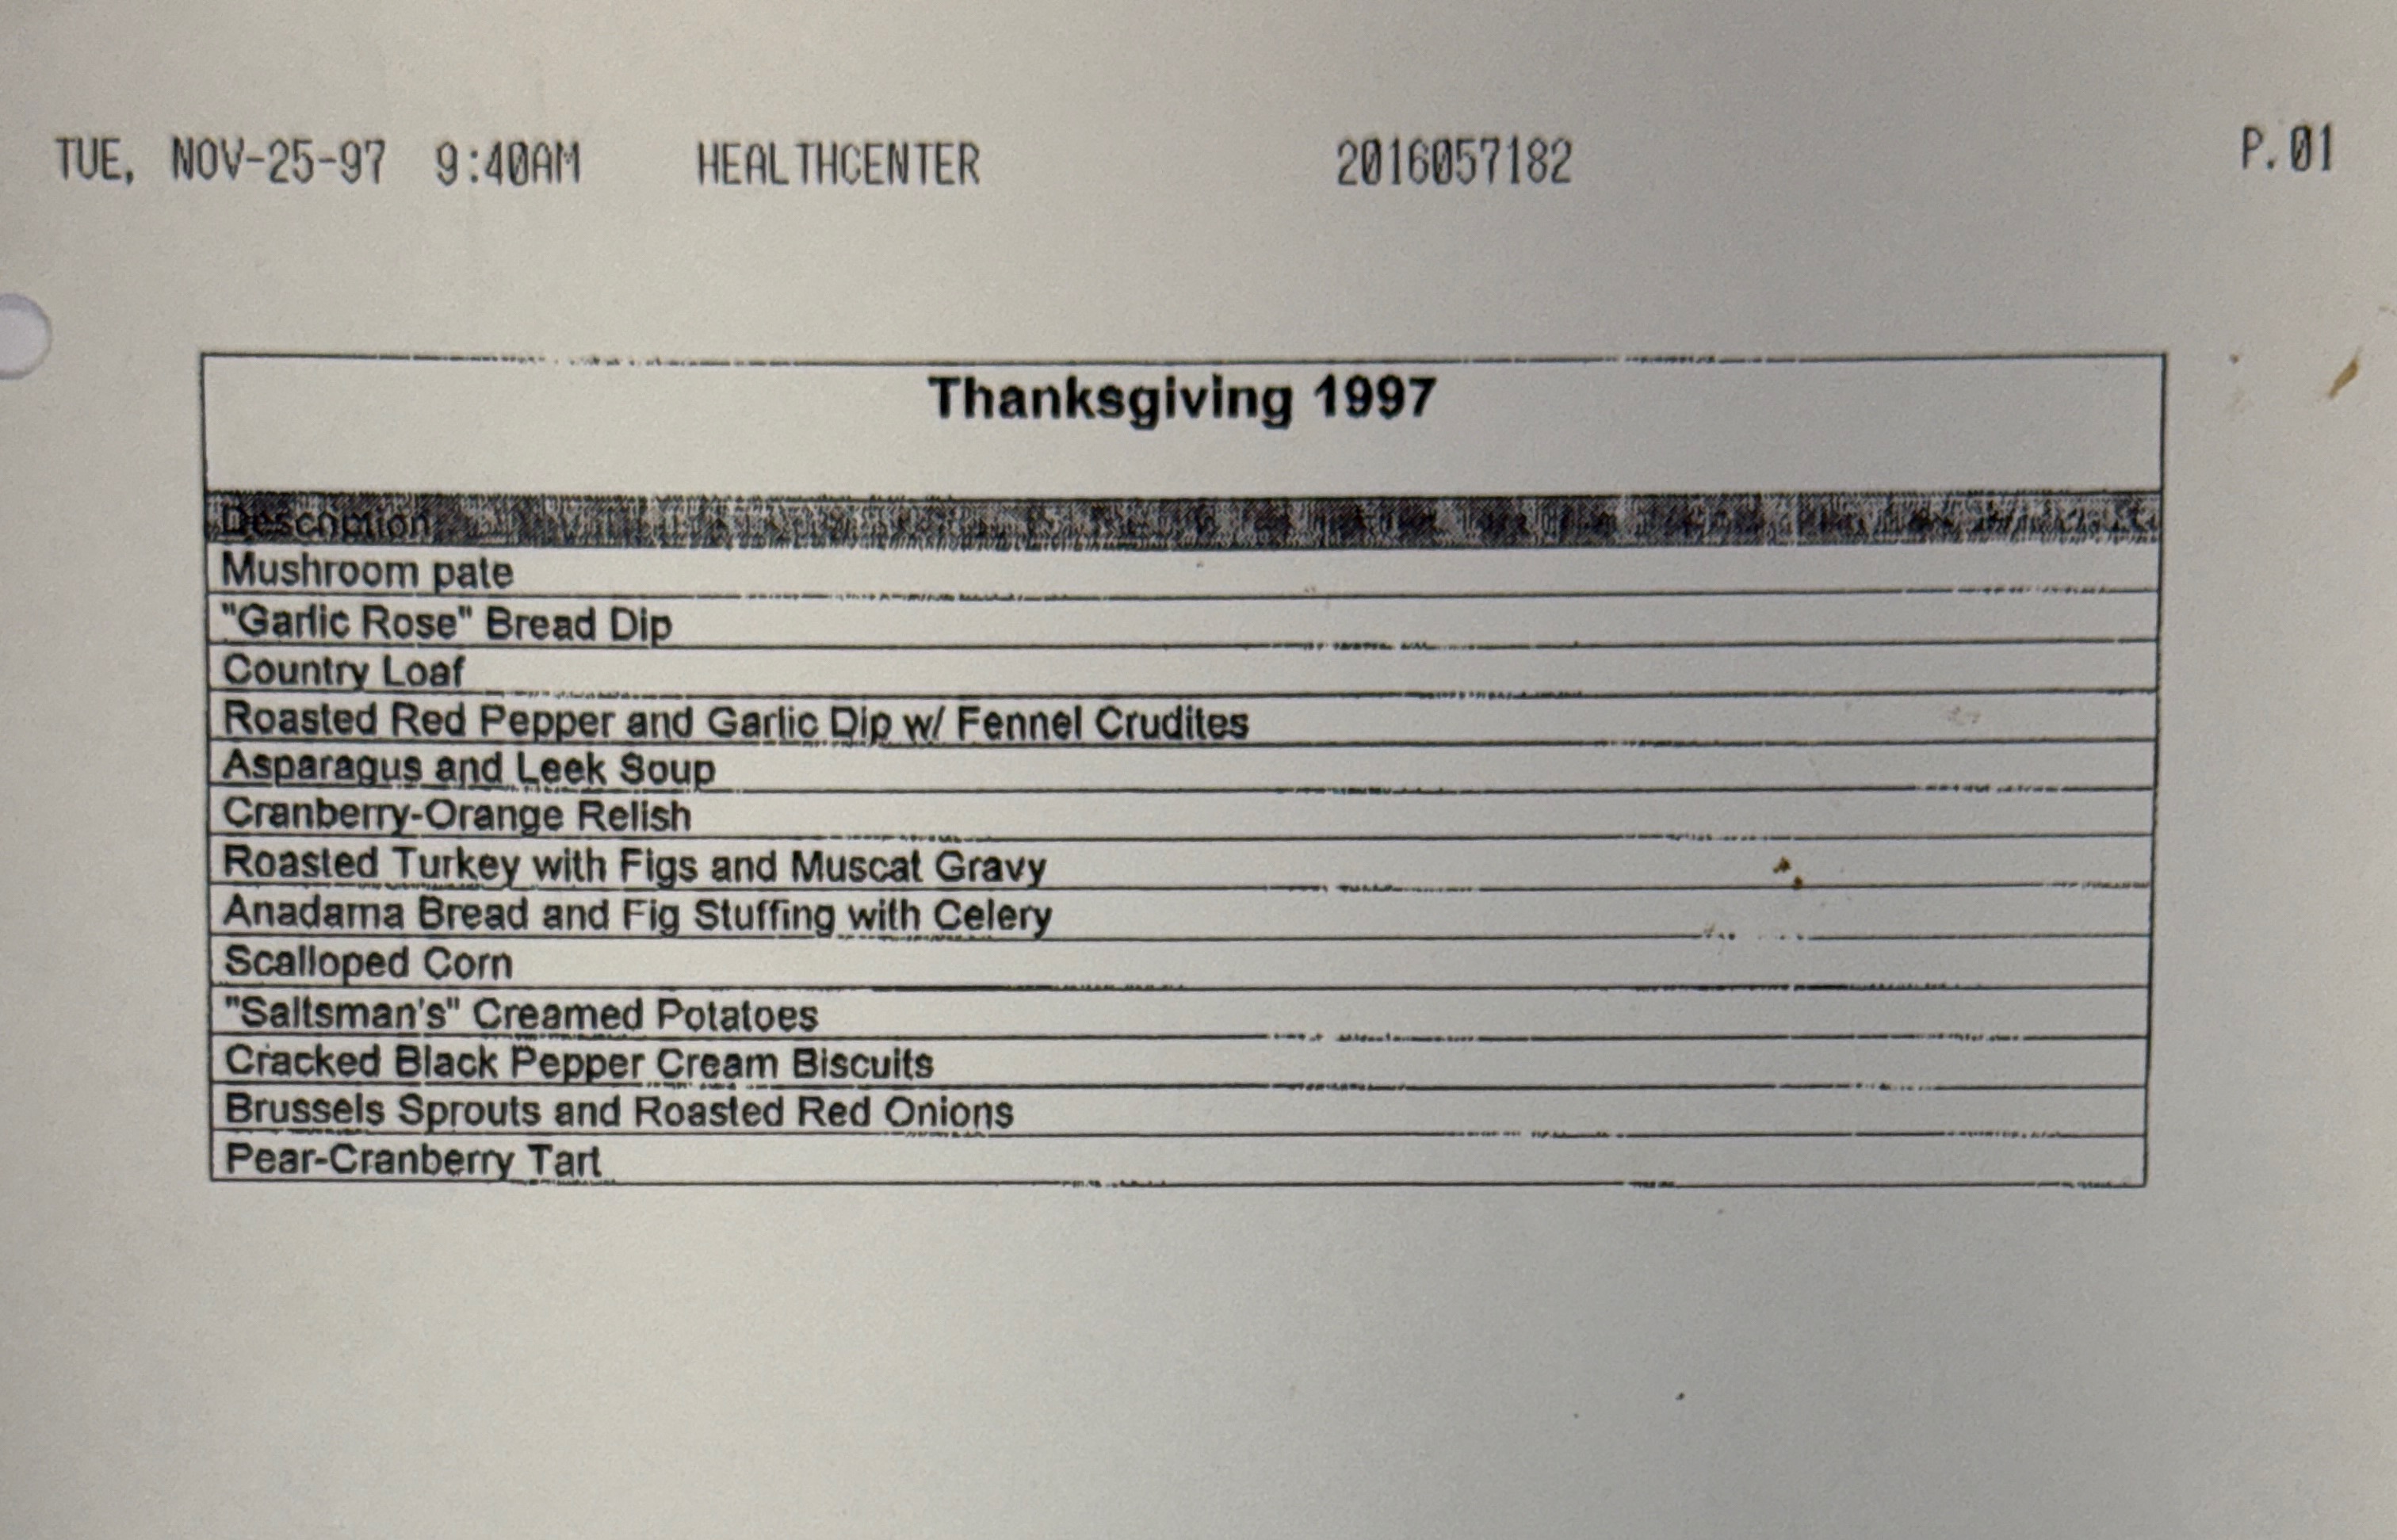 TUE, NOV-25-97 9:40AM HEALTHCENTER 2016057182 P.01
Thanksgiving 1997
Description
Mushroom pate
"Garlic Rose" Bread Dip
Country Loaf
Roasted Red Pepper and Garlic Dip w/ Fennel Crudites
Asparagus and Leek Soup
Cranberry-Orange Relish
Roasted Turkey with Figs and Muscat Gravy
Anadama Bread and Fig Stuffing with Celery
Scalloped Corn
"Saltsman's" Creamed Potatoes
Cracked Black Pepper Cream Biscuits
Brussels Sprouts and Roasted Red Onions
Pear-Cranberry Tart